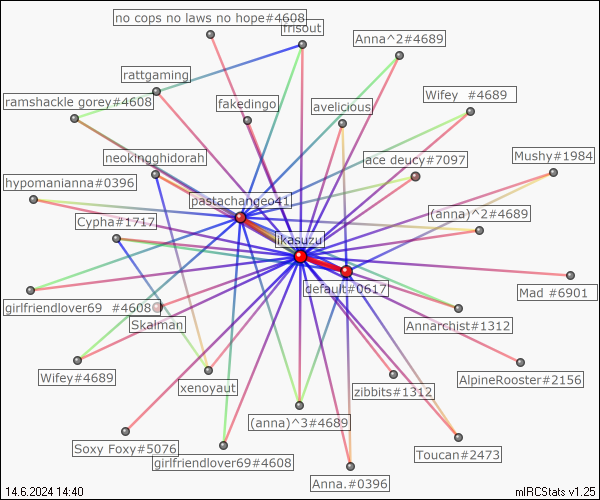 no cops no laws no hope#4608
frisout
Anna^2#4689
rattgaming
Wifey  #4689
ramshackle gorey#4608
fakedingo
avelicious
neokingghidorah
ace deucy#7097
Mushy#1984
hypomanianna#0396
pastachangeo41
(anna)^2#4689
Cypha#1717
ikasuzu
default#0617
Mad #6901
girlfriendlover69  #4608
Skalman
Annarchist#1312
Wifey#4689
xenoyaut
zibbits#1312
AlpineRooster#2156
(anna)^3#4689
Soxy Foxy#5076
girlfriendlover69#4608
Toucan#2473
Anna.#0396
14.6.2024 14:40
mIRCStats v1.25